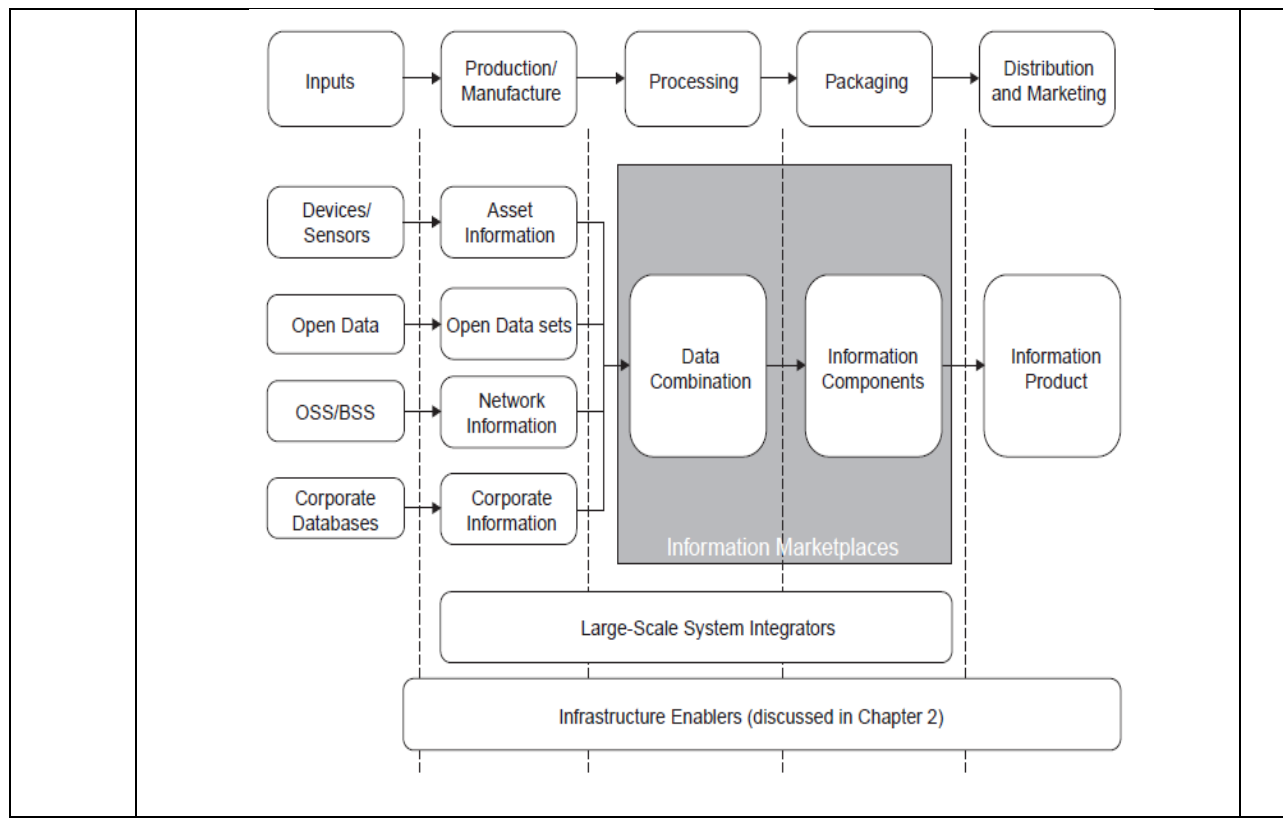 Inputs
Production/
Manufacture
Processing
Packaging
Distribution
and Marketing
Devices/
Sensors
Asset
Information
Open Data
Open Data sets
OSS/BSS
Network
Information
Corporate
Databases
Corporate
Information
Data
Combination
Information
Components
Information
Product
Information Marketplaces
Large-Scale System Integrators
Infrastructure Enablers (discussed in Chapter 2)